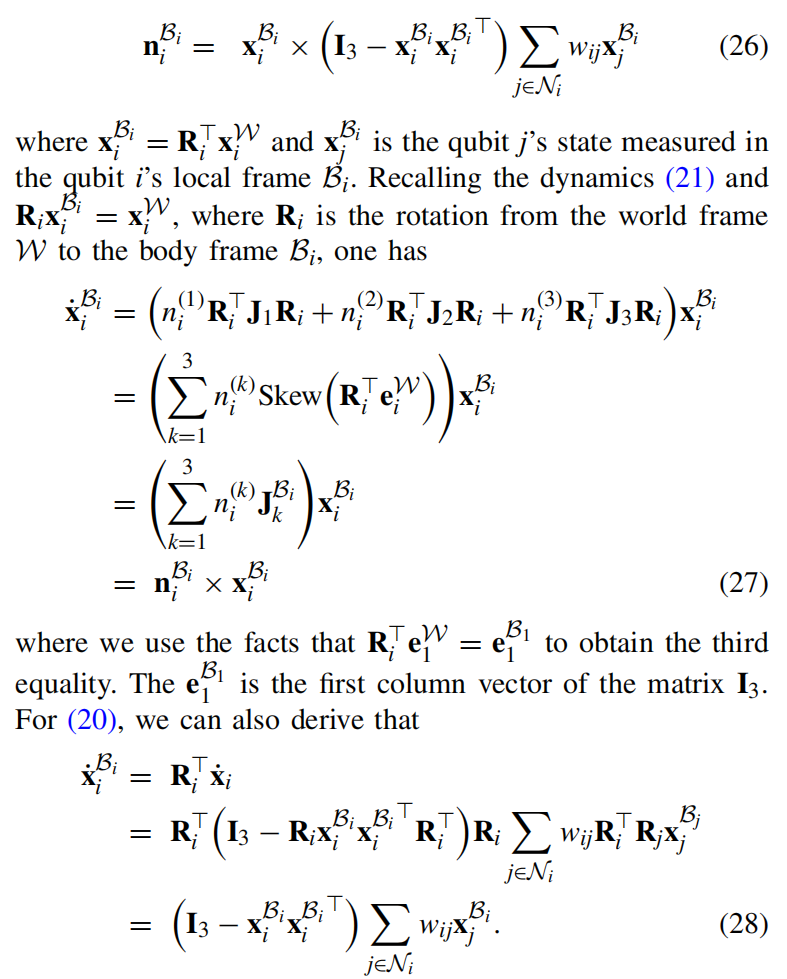 $\mathbf{n}_i^{\mathcal{B}_i} = \mathbf{x}_i^{\mathcal{B}_i} \times \left( \mathbf{I}_3 - \mathbf{x}_i^{\mathcal{B}_i} {\mathbf{x}_i^{\mathcal{B}_i}}^\top \right) \sum_{j \in \mathcal{N}_i} w_{ij} \mathbf{x}_j^{\mathcal{B}_i}$ (26)
where $\mathbf{x}_i^{\mathcal{B}_i} = \mathbf{R}_i^\top \mathbf{x}_i^{\mathcal{W}}$ and $\mathbf{x}_j^{\mathcal{B}_i}$ is the qubit $j$'s state measured in
the qubit $i$'s local frame $\mathcal{B}_i$. Recalling the dynamics (21) and
$\mathbf{R}_i \mathbf{x}_i^{\mathcal{B}_i} = \mathbf{x}_i^{\mathcal{W}}$, where $\mathbf{R}_i$ is the rotation from the world frame
$\mathcal{W}$ to the body frame $\mathcal{B}_i$, one has
$\dot{\mathbf{x}}_i^{\mathcal{B}_i} = \left( n_i^{(1)} \mathbf{R}_i^\top \mathbf{J}_1 \mathbf{R}_i + n_i^{(2)} \mathbf{R}_i^\top \mathbf{J}_2 \mathbf{R}_i + n_i^{(3)} \mathbf{R}_i^\top \mathbf{J}_3 \mathbf{R}_i \right) \mathbf{x}_i^{\mathcal{B}_i}$
$= \left( \sum_{k=1}^{3} n_i^{(k)} \text{Skew}\left( \mathbf{R}_i^\top \mathbf{e}_i^{\mathcal{W}} \right) \right) \mathbf{x}_i^{\mathcal{B}_i}$
$= \left( \sum_{k=1}^{3} n_i^{(k)} \mathbf{J}_k^{\mathcal{B}_i} \right) \mathbf{x}_i^{\mathcal{B}_i}$
$= \mathbf{n}_i^{\mathcal{B}_i} \times \mathbf{x}_i^{\mathcal{B}_i}$ (27)
where we use the facts that $\mathbf{R}_i^\top \mathbf{e}_1^{\mathcal{W}} = \mathbf{e}_1^{\mathcal{B}_1}$ to obtain the third
equality. The $\mathbf{e}_1^{\mathcal{B}_1}$ is the first column vector of the matrix $\mathbf{I}_3$.
For (20), we can also derive that
$\dot{\mathbf{x}}_i^{\mathcal{B}_i} = \mathbf{R}_i^\top \dot{\mathbf{x}}_i$
$= \mathbf{R}_i^\top \left( \mathbf{I}_3 - \mathbf{R}_i \mathbf{x}_i^{\mathcal{B}_i} {\mathbf{x}_i^{\mathcal{B}_i}}^\top \mathbf{R}_i^\top \right) \mathbf{R}_i \sum_{j \in \mathcal{N}_i} w_{ij} \mathbf{R}_i^\top \mathbf{R}_j \mathbf{x}_j^{\mathcal{B}_j}$
$= \left( \mathbf{I}_3 - \mathbf{x}_i^{\mathcal{B}_i} {\mathbf{x}_i^{\mathcal{B}_i}}^\top \right) \sum_{j \in \mathcal{N}_i} w_{ij} \mathbf{x}_j^{\mathcal{B}_i}.$ (28)